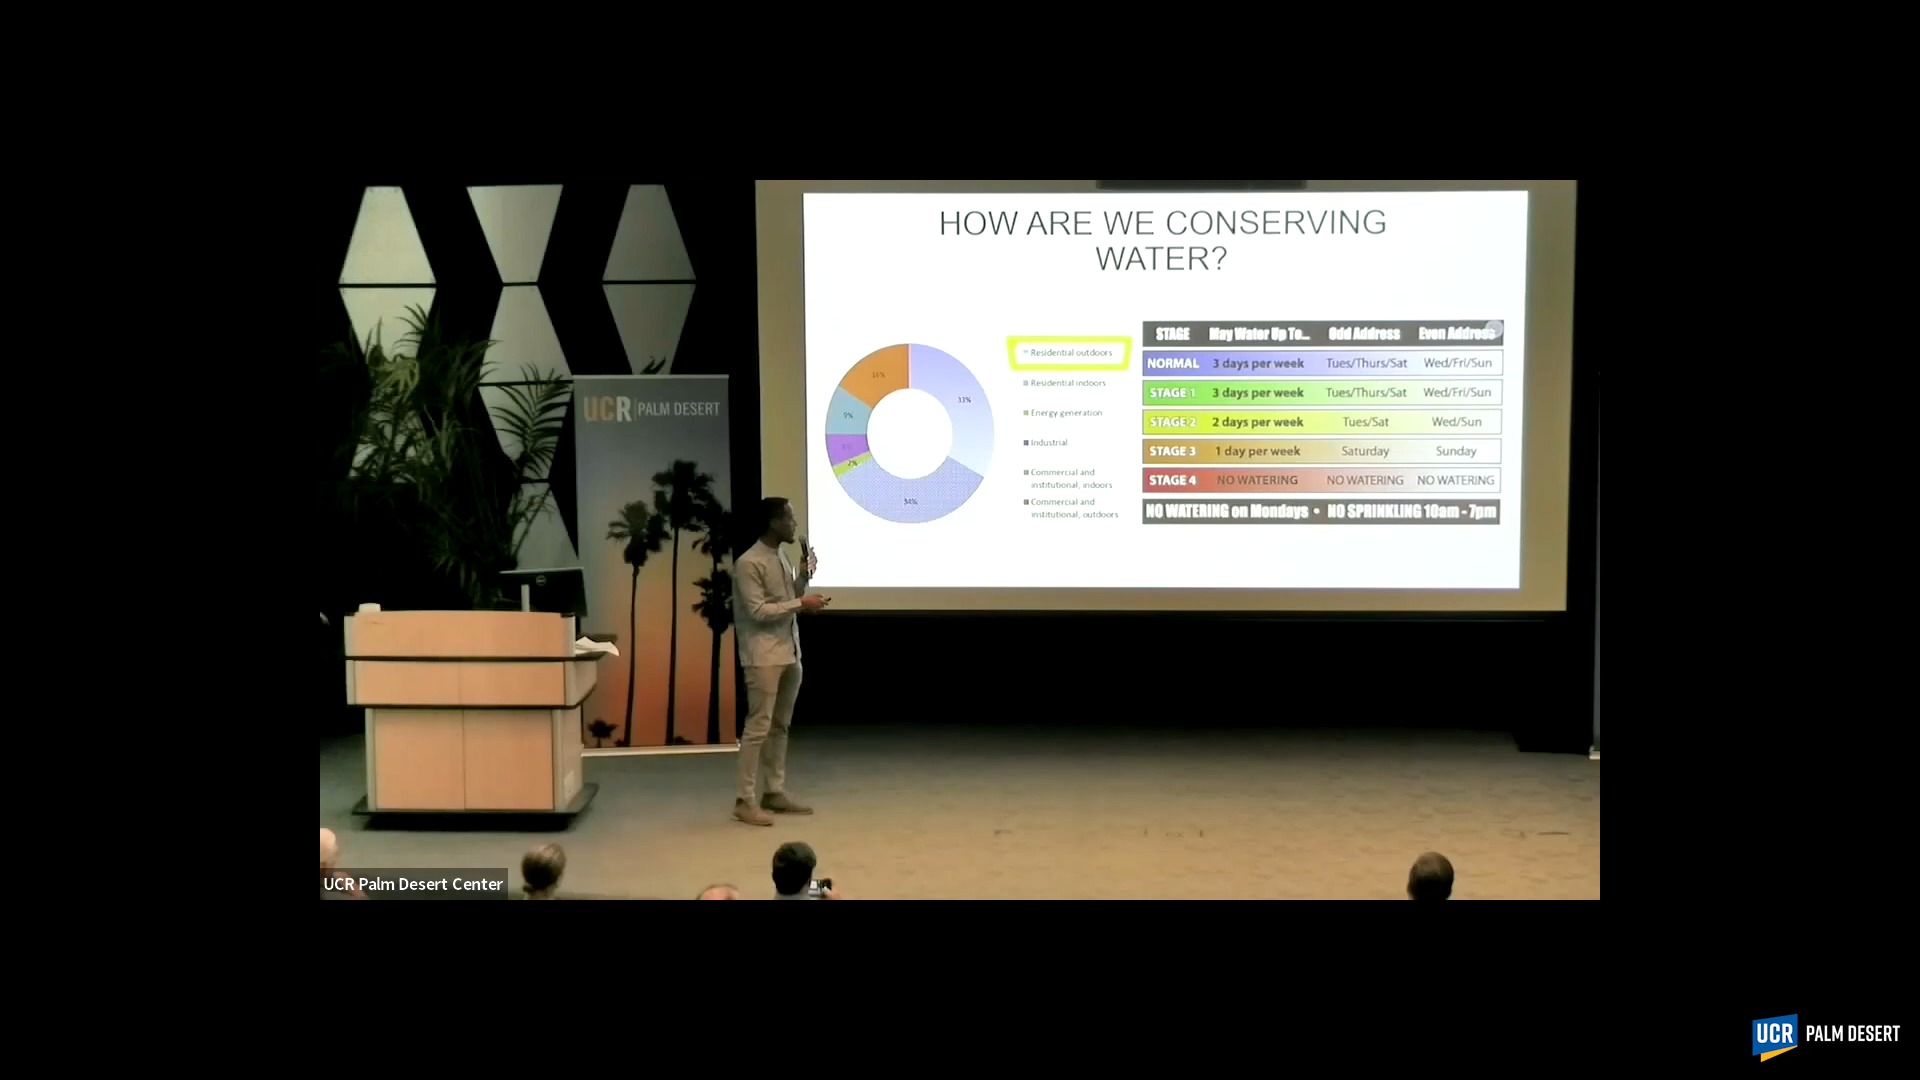 HOW ARE WE CONSERVING
WATER?
33%
34%
2%
9%
16%
Residential outdoors
Residential indoors
Energy generation
Industrial
Commercial and
institutional, indoors
Commercial and
institutional, outdoors
STAGE May Water Up To... Odd Address Even Address
NORMAL 3 days per week Tues/Thurs/Sat Wed/Fri/Sun
STAGE 1 3 days per week Tues/Thurs/Sat Wed/Fri/Sun
STAGE 2 2 days per week Tues/Sat Wed/Sun
STAGE 3 1 day per week Saturday Sunday
STAGE 4 NO WATERING NO WATERING NO WATERING
NO WATERING on Mondays • NO SPRINKLING 10am - 7pm
UCR PALM DESERT
UCR Palm Desert Center
UCR PALM DESERT